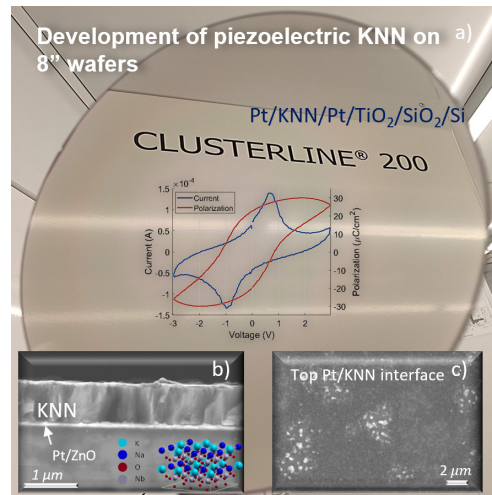 Development of piezoelectric KNN on
8” wafers
a)
Pt/KNN/Pt/TiO₂/SiO₂/Si
CLUSTERLINE® 200
×10⁻⁴
1.5
1
0.5
0
-0.5
-1
-1.5
Current (A)
Current
Polarization
30
20
10
0
-10
-20
-30
Polarization (μC/cm²)
-3 -2 0 2
Voltage (V)
b)
KNN
Pt/ZnO
1 μm
K
Na
O
Nb
c)
Top Pt/KNN interface
2 μm